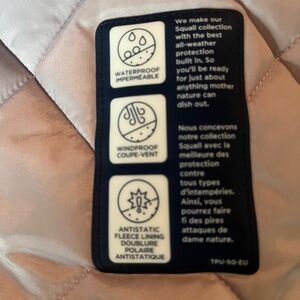 WATERPROOF
IMPERMÉABLE
WINDPROOF
COUPE-VENT
ANTISTATIC
FLEECE LINING
DOUBLURE
POLAIRE
ANTISTATIQUE
We make our
Squall collection
with the best
all-weather
protection
built in. So
you'll be ready
for just about
anything mother
nature can
dish out.
Nous concevons
notre collection
Squall avec la
meilleure des
protection
contre
tous types
d'intempéries.
Ainsi, vous
pourrez faire
fi des pires
attaques de
dame nature.
TPU-SQ-EU